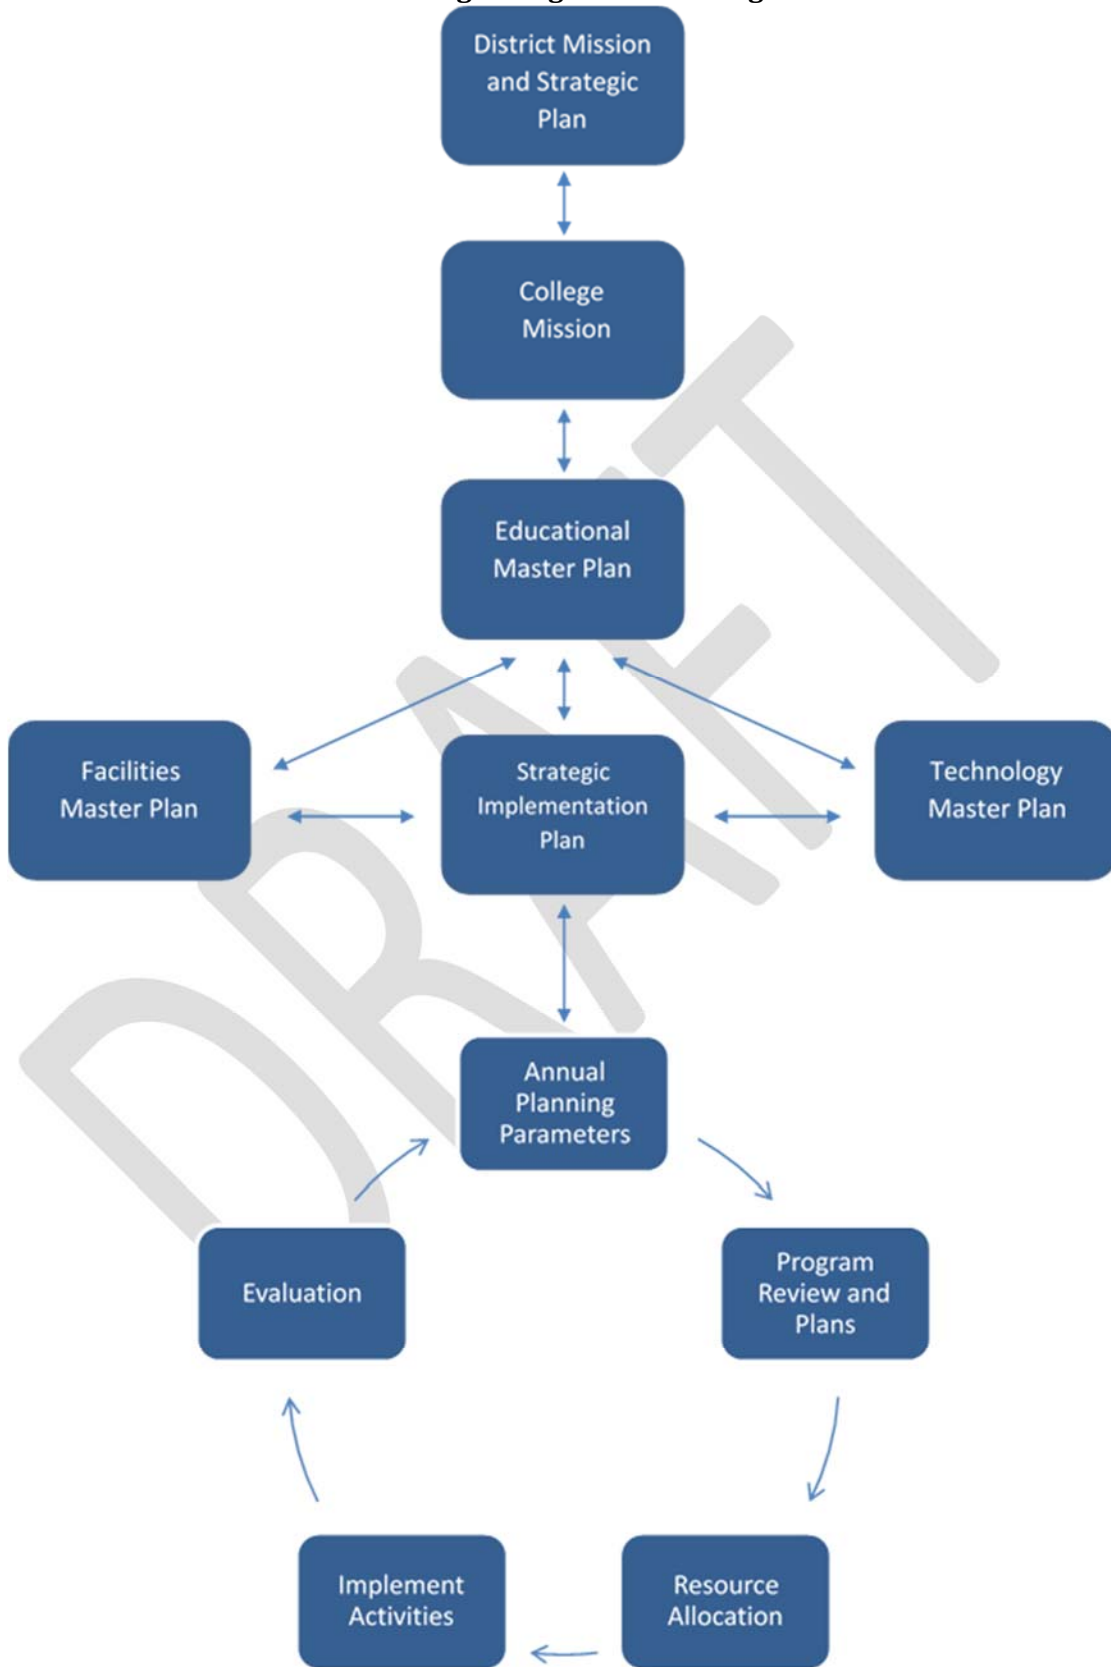 District Mission
and Strategic
Plan
College
Mission
Educational
Master Plan
Facilities
Master Plan
Strategic
Implementation
Plan
Technology
Master Plan
Annual
Planning
Parameters
Evaluation
Program
Review and
Plans
Implement
Activities
Resource
Allocation
DRAFT